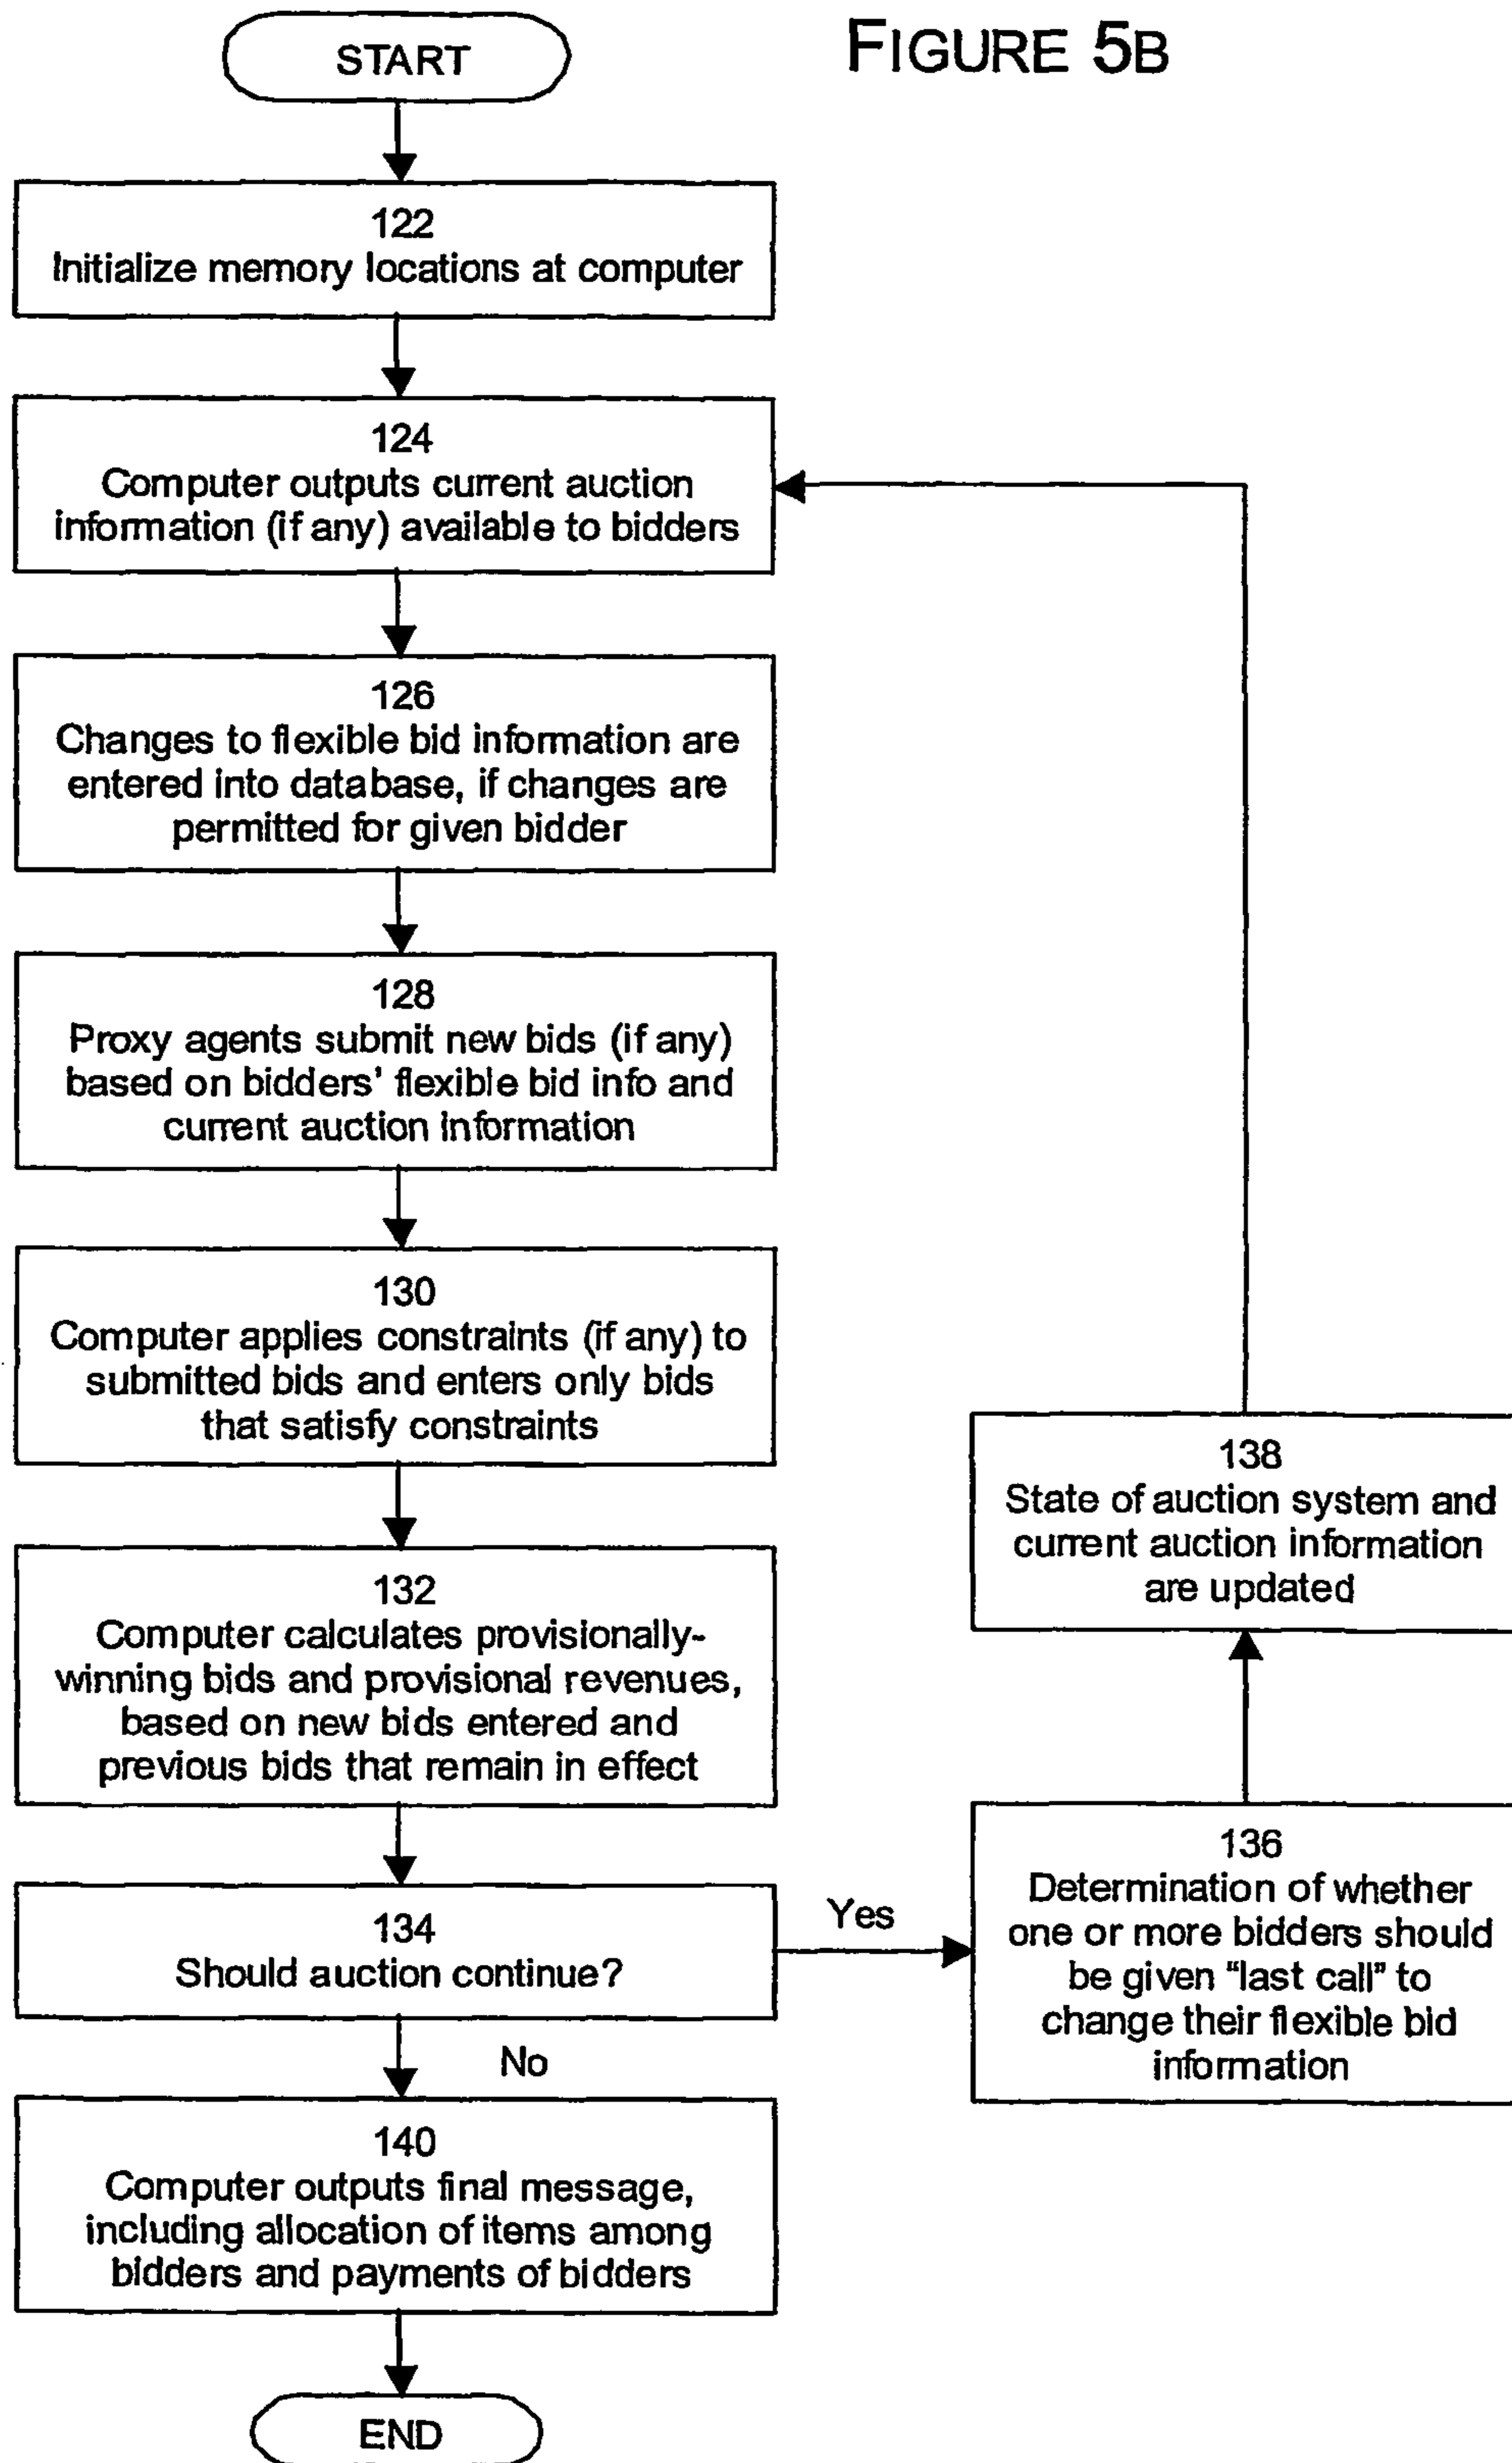 FIGURE 5B
START
122
Initialize memory locations at computer
124
Computer outputs current auction
information (if any) available to bidders
126
Changes to flexible bid information are
entered into database, if changes are
permitted for given bidder
128
Proxy agents submit new bids (if any)
based on bidders' flexible bid info and
current auction information
130
Computer applies constraints (if any) to
submitted bids and enters only bids
that satisfy constraints
132
Computer calculates provisionally-
winning bids and provisional revenues,
based on new bids entered and
previous bids that remain in effect
134
Should auction continue?
Yes
No
136
Determination of whether
one or more bidders should
be given "last call" to
change their flexible bid
information
138
State of auction system and
current auction information
are updated
140
Computer outputs final message,
including allocation of items among
bidders and payments of bidders
END